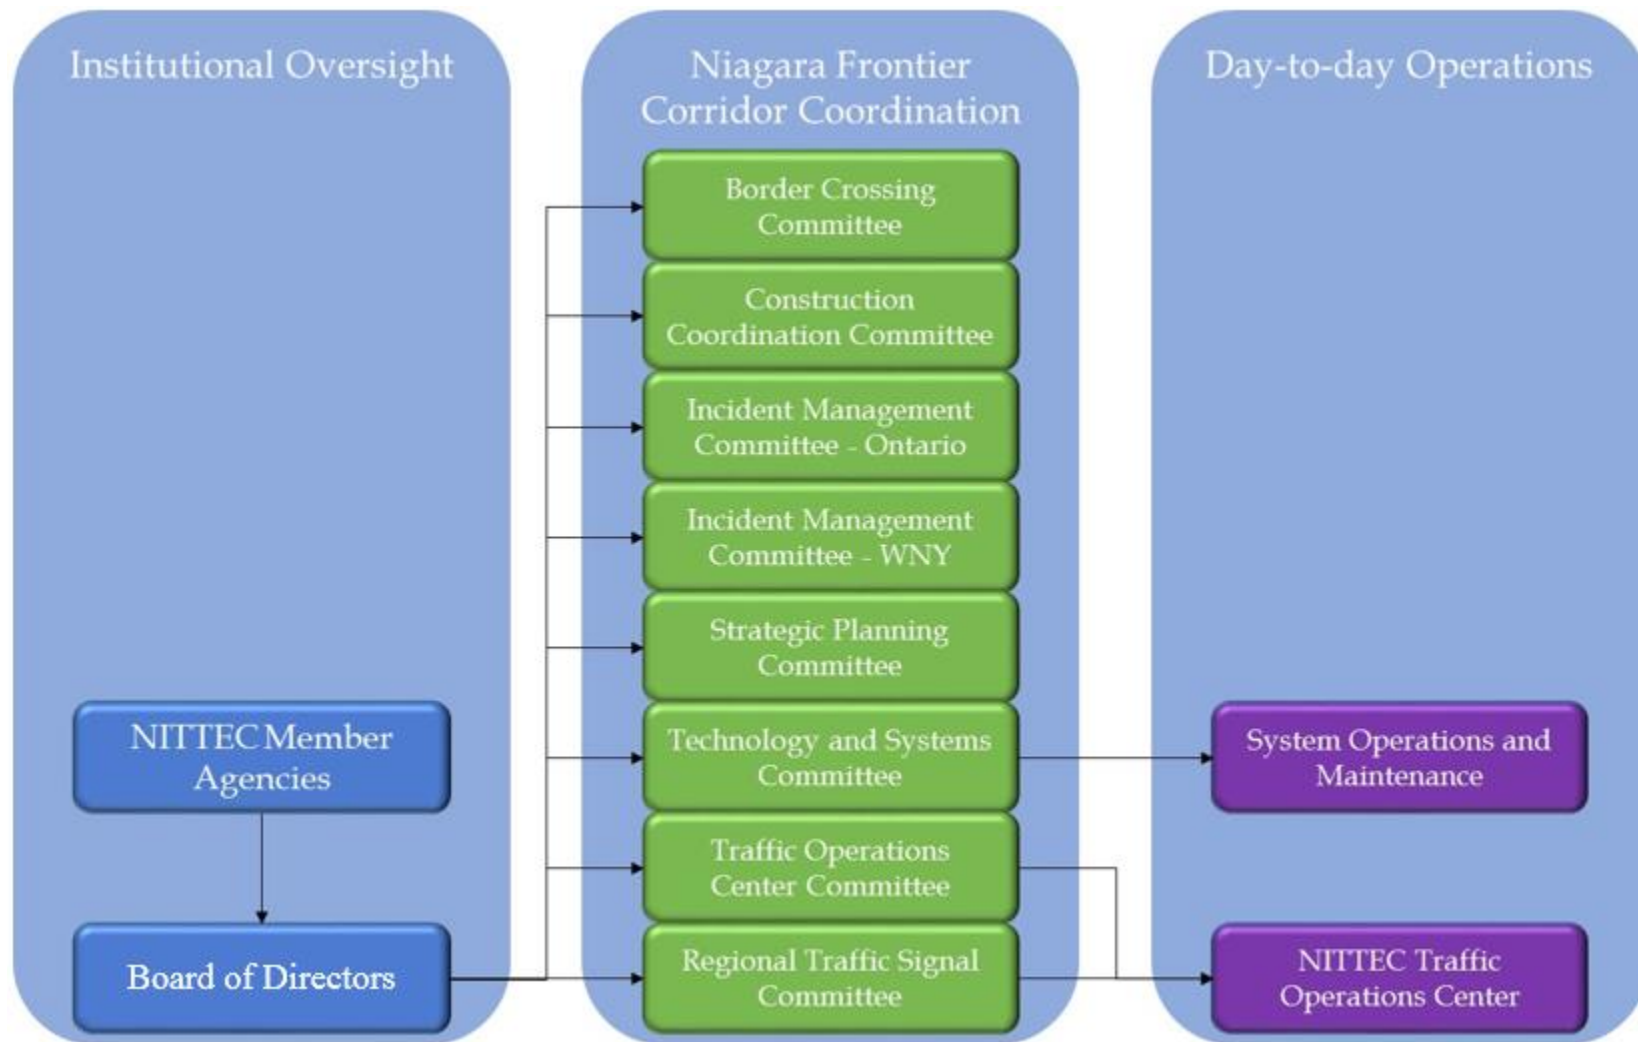 Institutional Oversight
NITTEC Member
Agencies
Board of Directors
Niagara Frontier
Corridor Coordination
Border Crossing
Committee
Construction
Coordination Committee
Incident Management
Committee - Ontario
Incident Management
Committee - WNY
Strategic Planning
Committee
Technology and Systems
Committee
Traffic Operations
Center Committee
Regional Traffic Signal
Committee
Day-to-day Operations
System Operations and
Maintenance
NITTEC Traffic
Operations Center